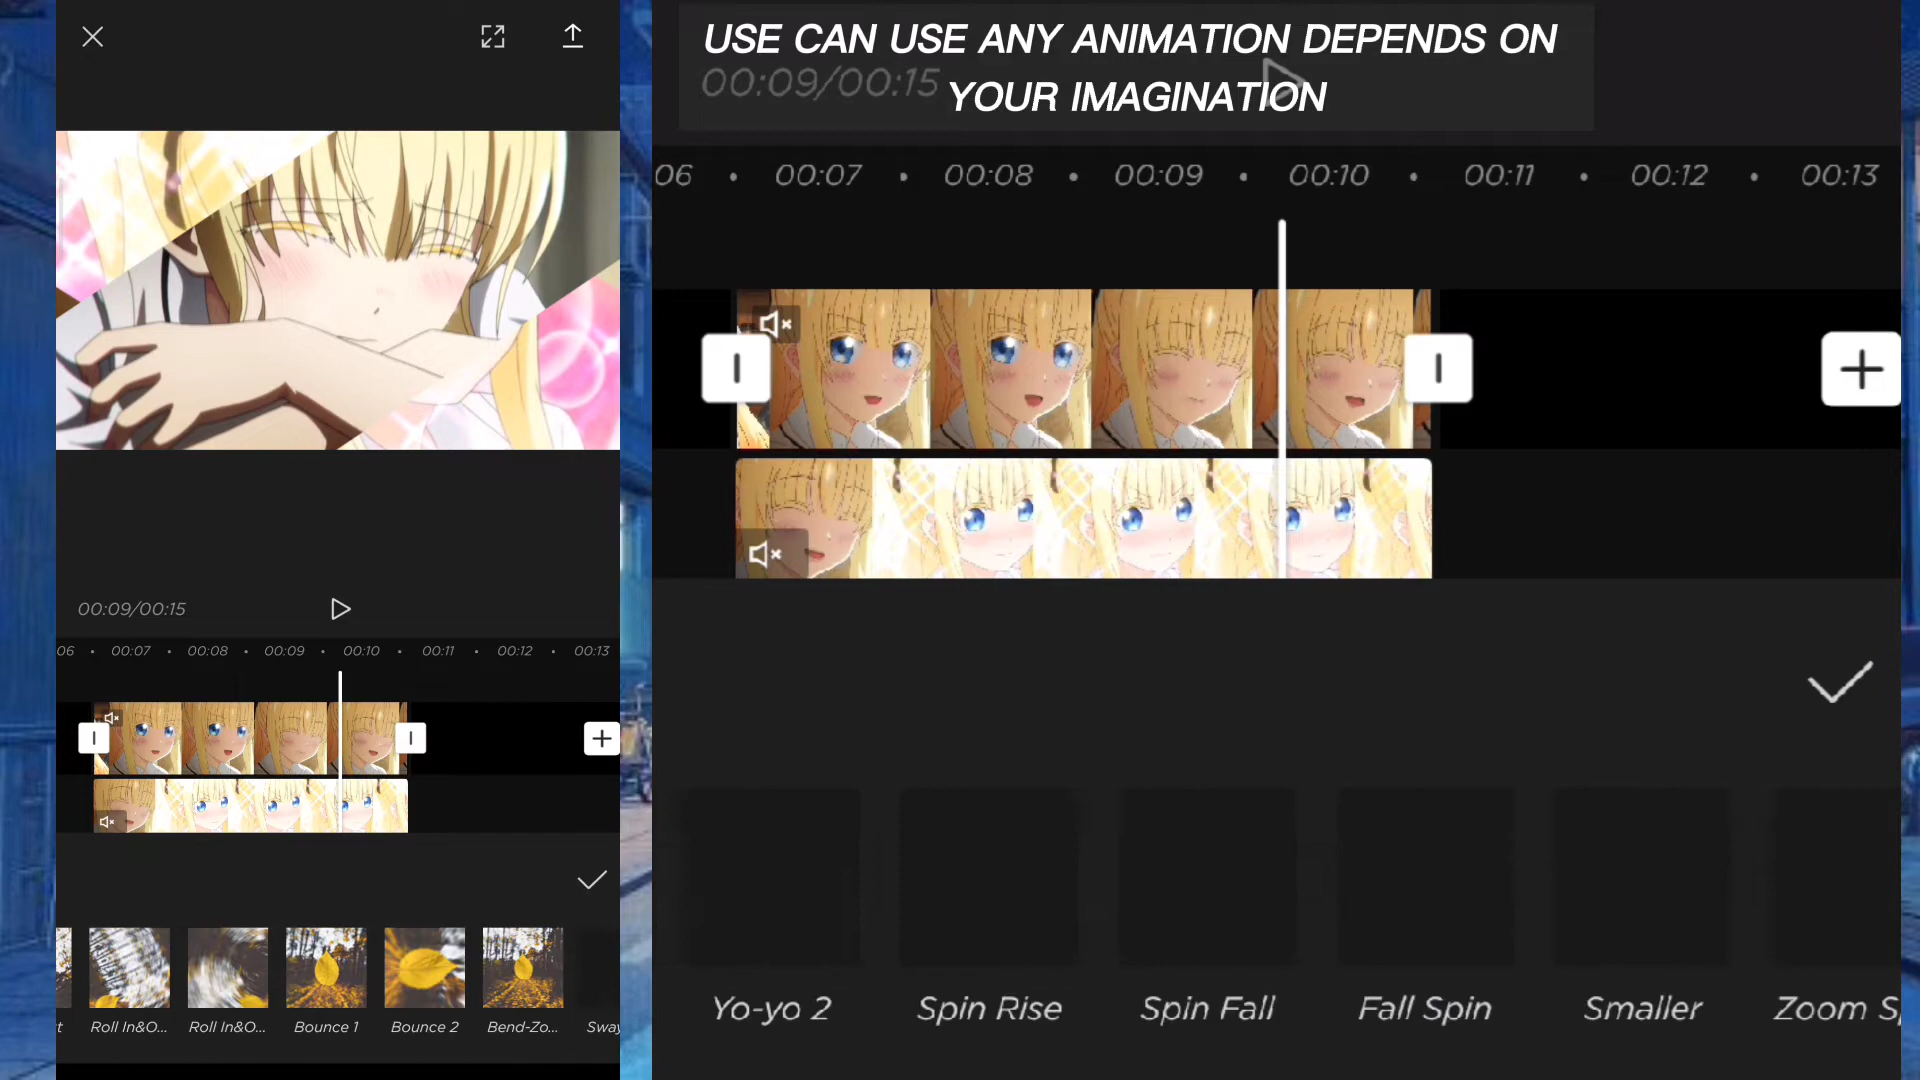 USE CAN USE ANY ANIMATION DEPENDS ON
YOUR IMAGINATION
00:09/00:15
06 • 00:07 • 00:08 • 00:09 • 00:10 • 00:11 • 00:12 • 00:13
Yo-yo 2 Spin Rise Spin Fall Fall Spin Smaller Zoom S
00:09/00:15
06 • 00:07 • 00:08 • 00:09 • 00:10 • 00:11 • 00:12 • 00:13
t Roll In&O... Roll In&O... Bounce 1 Bounce 2 Bend-Zo... Sway